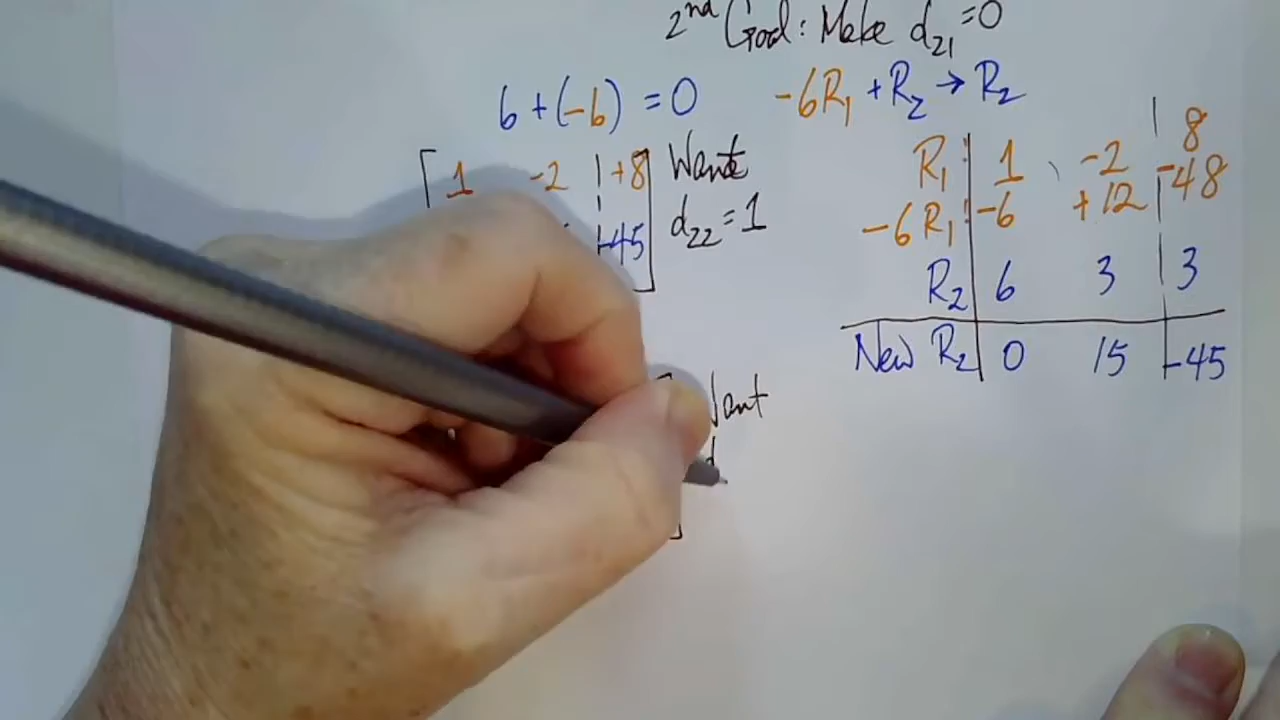 2nd Goal: Make d21 = 0
6 + (-6) = 0 -6R1 + R2 → R2
1 -2 | +8 Want
-45 d22 = 1
R1 1 -2 8
-6R1 -6 +12 -48
R2 6 3 3
New R2 0 15 -45
Want
d